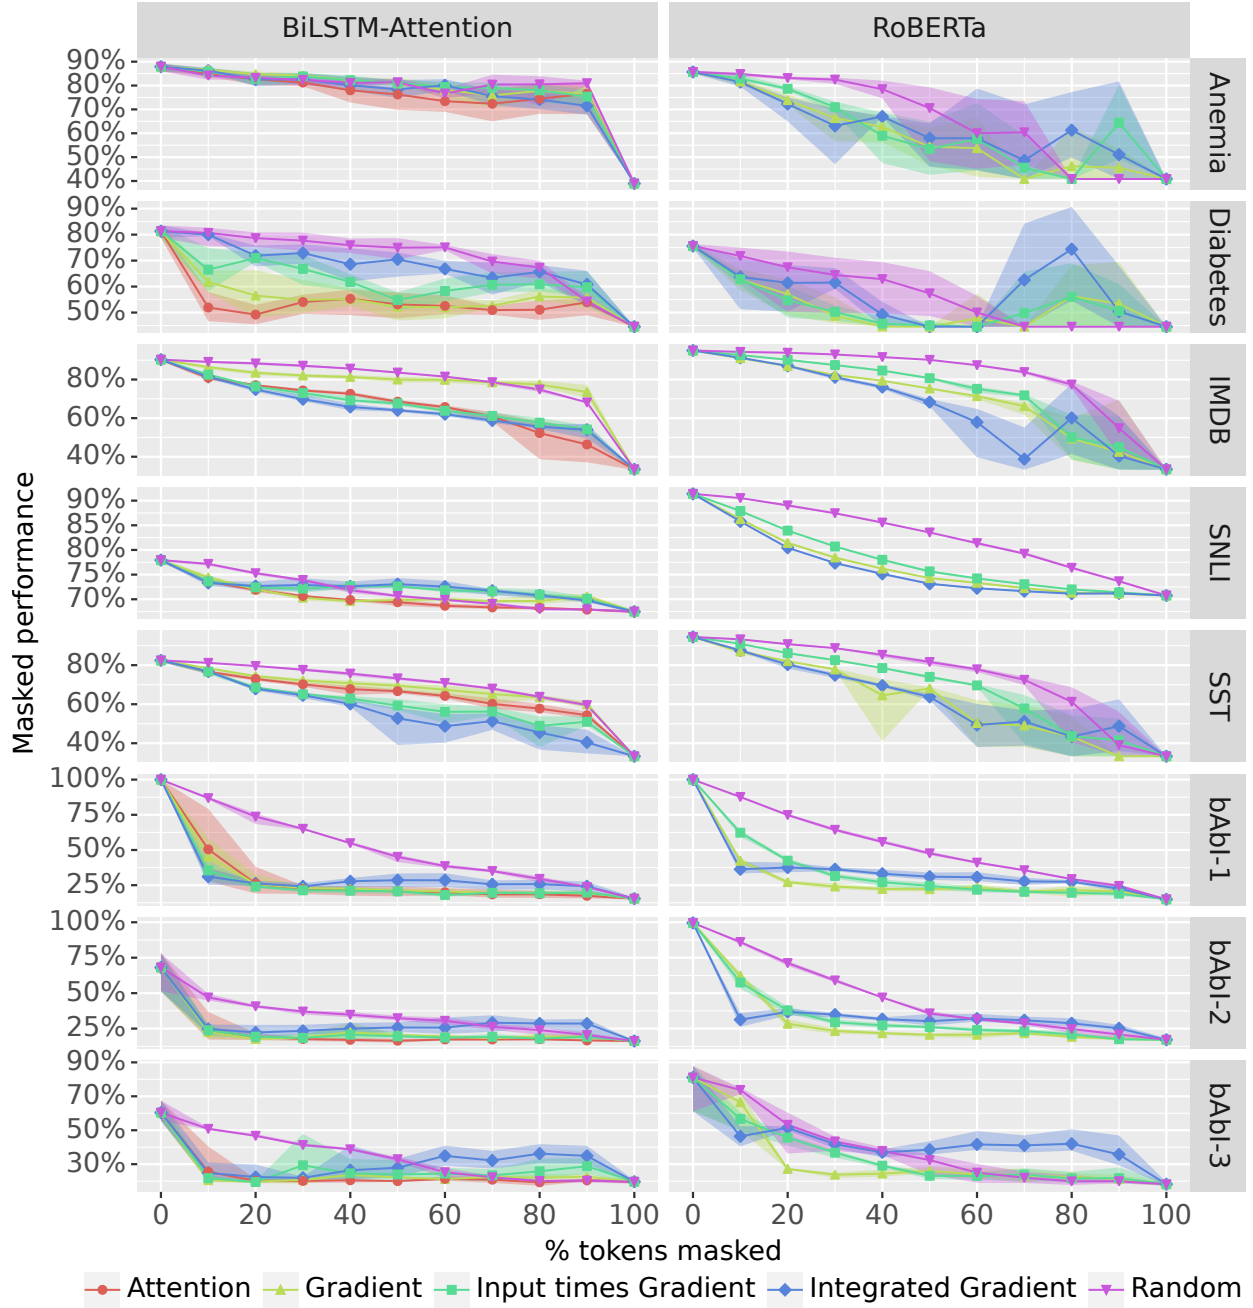 BiLSTM-Attention RoBERTa
90%
80%
70%
60%
50%
40%
Anemia
90%
80%
70%
60%
50%
Diabetes
80%
60%
40%
IMDB
90%
85%
80%
75%
70%
SNLI
80%
60%
40%
SST
100%
75%
50%
25%
bAbI-1
100%
75%
50%
25%
bAbI-2
90%
70%
50%
30%
bAbI-3
Masked performance
0 20 40 60 80 100 0 20 40 60 80 100
% tokens masked
Attention Gradient Input times Gradient Integrated Gradient Random